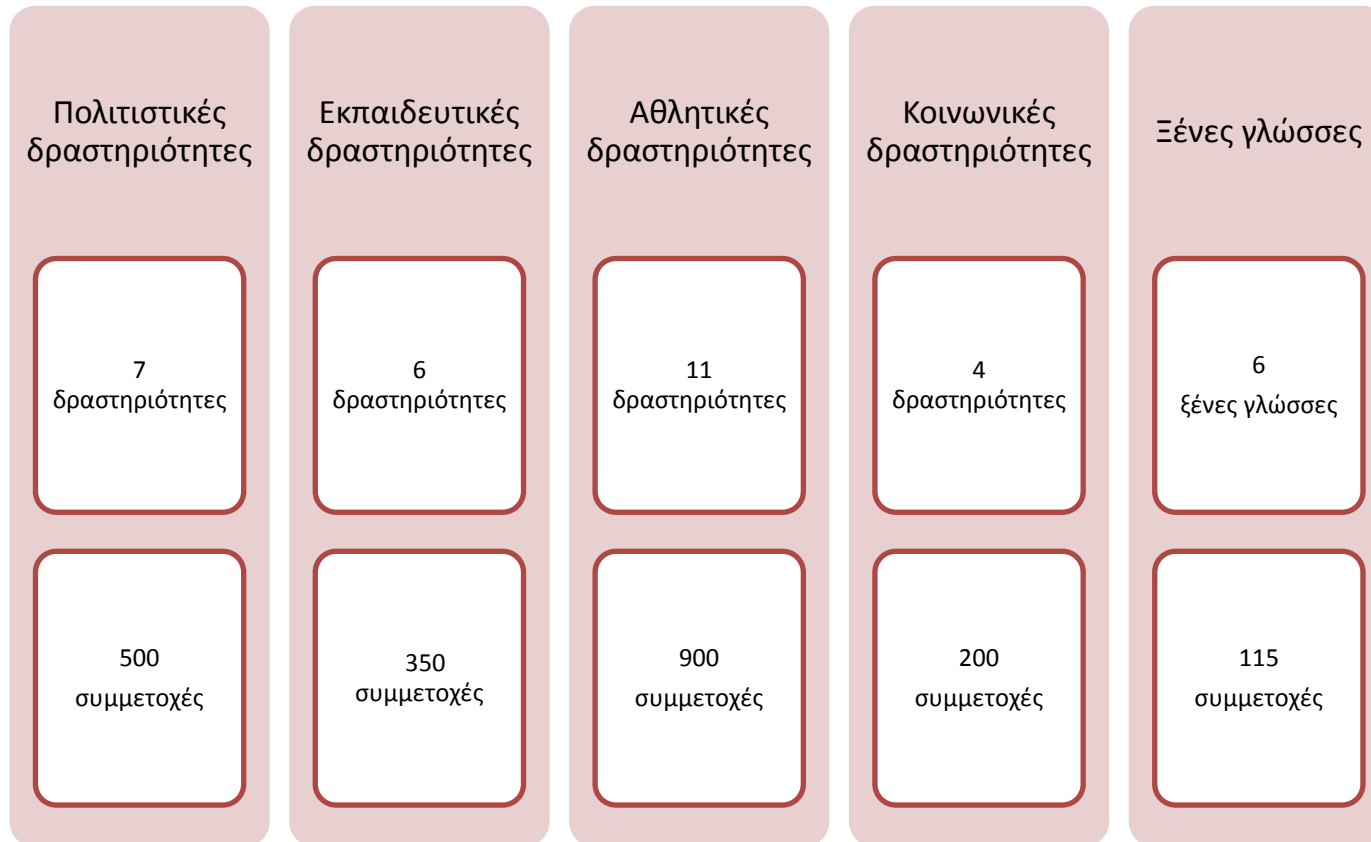 Πολιτιστικές
δραστηριότητες
7
δραστηριότητες
500
συμμετοχές
Εκπαιδευτικές
δραστηριότητες
6
δραστηριότητες
350
συμμετοχές
Αθλητικές
δραστηριότητες
11
δραστηριότητες
900
συμμετοχές
Κοινωνικές
δραστηριότητες
4
δραστηριότητες
200
συμμετοχές
Ξένες γλώσσες
6
ξένες γλώσσες
115
συμμετοχές